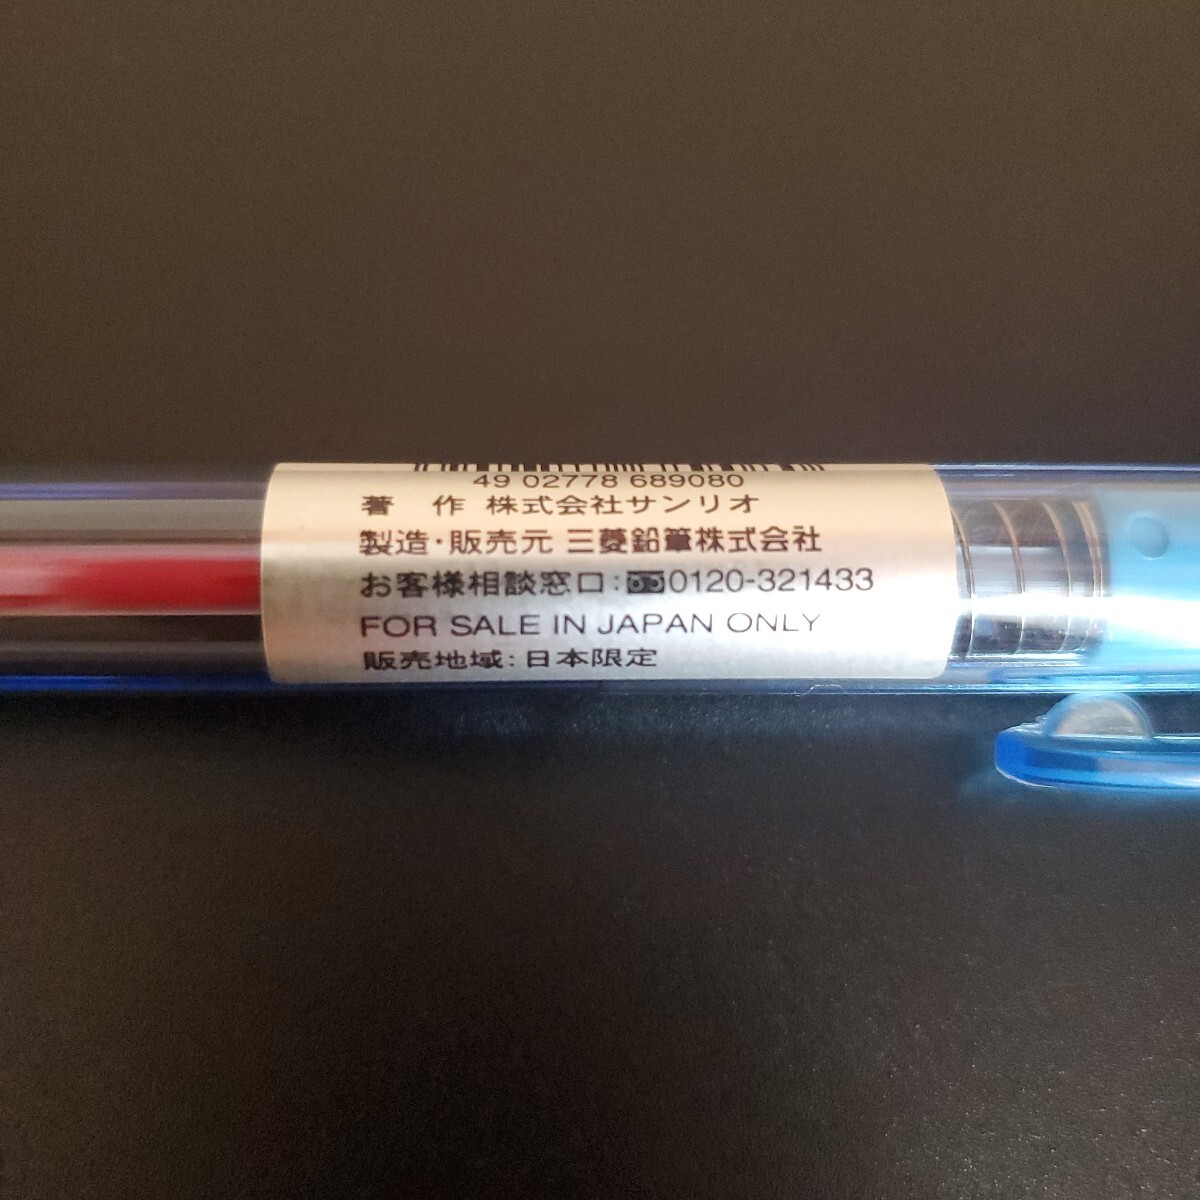 49 02778 689080
著　作 株式会社サンリオ
製造・販売元 三菱鉛筆株式会社
お客様相談窓口：0120-321433
FOR SALE IN JAPAN ONLY
販売地域：日本限定